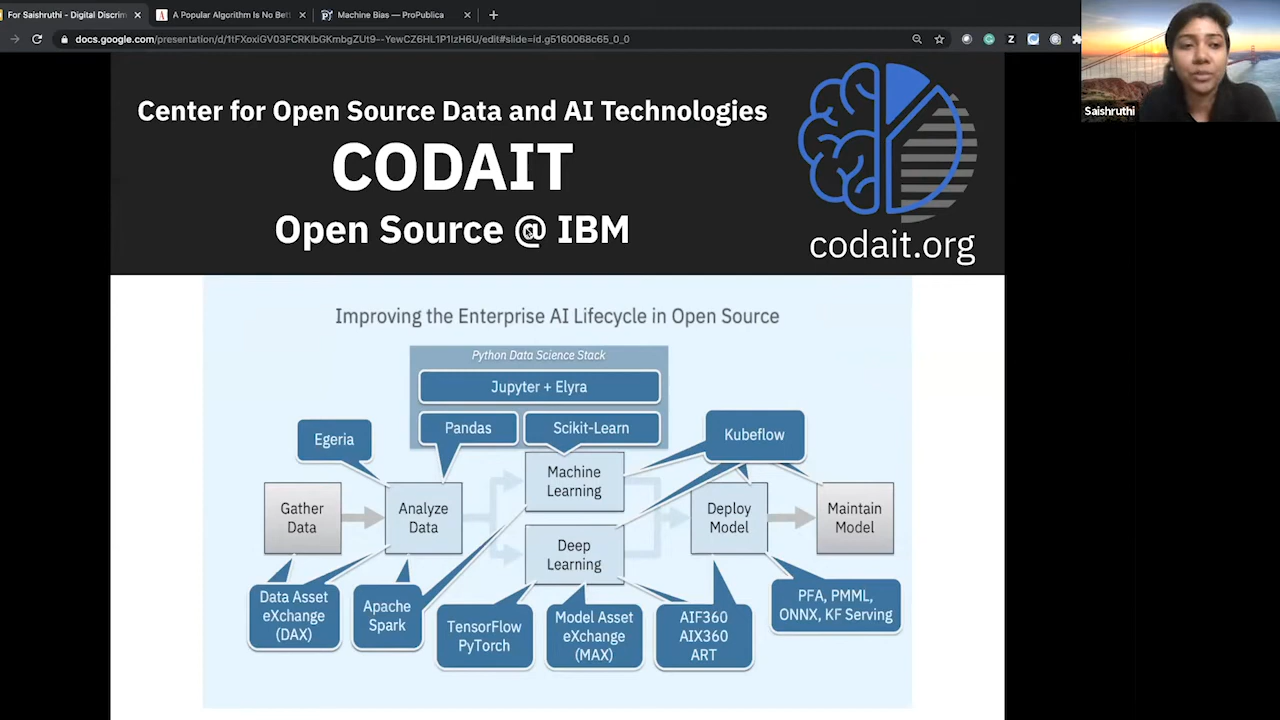 For Saishruthi - Digital Discrim
A Popular Algorithm Is No Bett
Machine Bias — ProPublica
docs.google.com/presentation/d/1tFXoxiGV03FCRKlbGKmbgZUt9--YewCZ6HL1P1IzH6U/edit#slide=id.g5160068c65_0_0
Saishruthi
Center for Open Source Data and AI Technologies
CODAIT
Open Source @ IBM
codait.org
Improving the Enterprise AI Lifecycle in Open Source
Python Data Science Stack
Jupyter + Elyra
Pandas
Scikit-Learn
Egeria
Kubeflow
Gather
Data
Analyze
Data
Machine
Learning
Deep
Learning
Deploy
Model
Maintain
Model
Data Asset
eXchange
(DAX)
Apache
Spark
TensorFlow
PyTorch
Model Asset
eXchange
(MAX)
AIF360
AIX360
ART
PFA, PMML,
ONNX, KF Serving